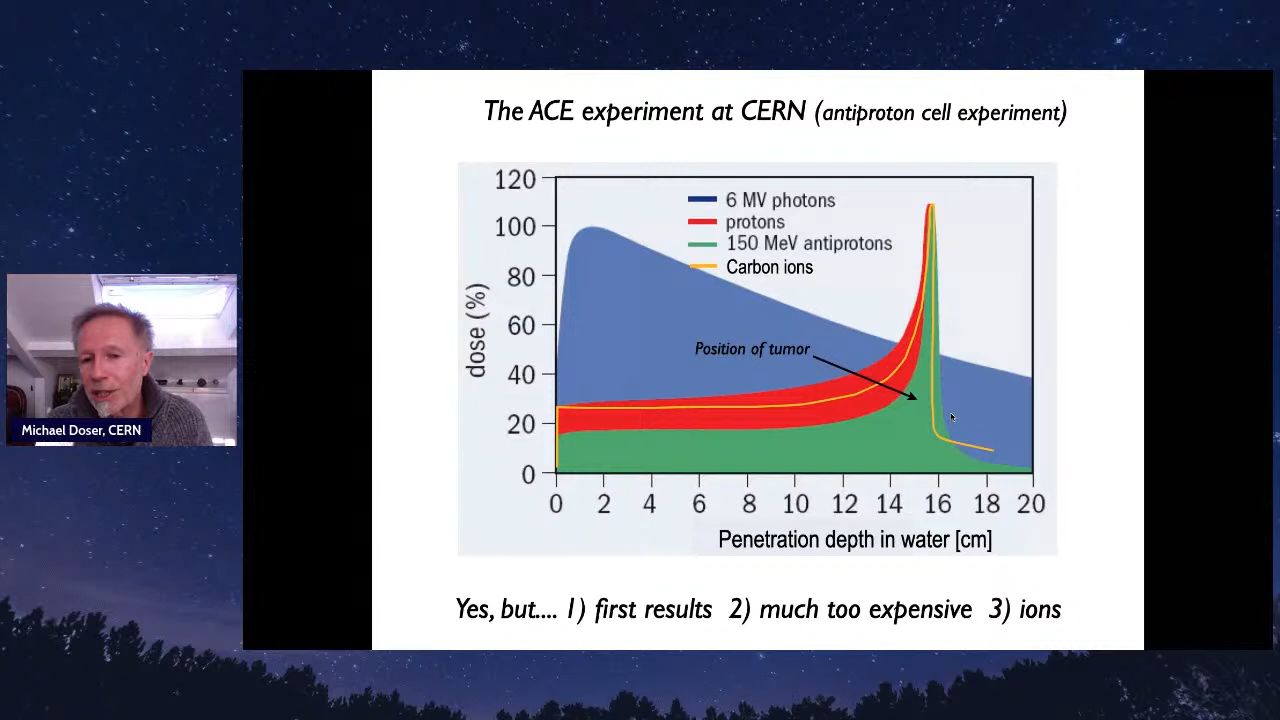 The ACE experiment at CERN (antiproton cell experiment)
120
100
80
60
40
20
0
dose (%)
6 MV photons
protons
150 MeV antiprotons
Carbon ions
Position of tumor
0 2 4 6 8 10 12 14 16 18 20
Penetration depth in water [cm]
Michael Doser, CERN
Yes, but.... 1) first results 2) much too expensive 3) ions